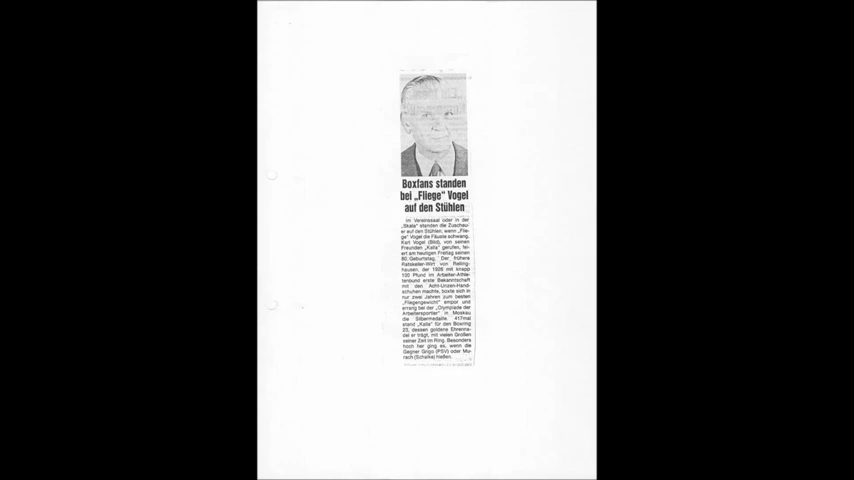 Boxfans standen
bei „Fliege“ Vogel
auf den Stühlen
Im Vereinssaal oder in der
„Skala“ standen die Zuschau-
er auf den Stühlen, wenn „Flie-
ge“ Vogel die Fäuste schwang.
Karl Vogel (Bild), von seinen
Freunden „Kalla“ gerufen, fei-
ert am heutigen Freitag seinen
80. Geburtstag. Der frühere
Ratskeller-Wirt von Reiling-
hausen, der 1926 mit knapp
100 Pfund im Arbeiter-Athle-
tenbund erste Bekanntschaft
mit den Acht-Unzen-Hand-
schuhen machte, boxte sich in
nur zwei Jahren zum besten
„Fliegengewicht“ empor und
errang bei der „Olympiade der
Arbeitersportler“ in Moskau
die Silbermedaille. 417mal
stand „Kalla“ für den Boxring
23, dessen goldene Ehrenna-
del er trägt, mit vielen Großen
seiner Zeit im Ring. Besonders
hoch her ging es, wenn die
Gegner Grigo (PSV) oder
(Schalke) hießen.